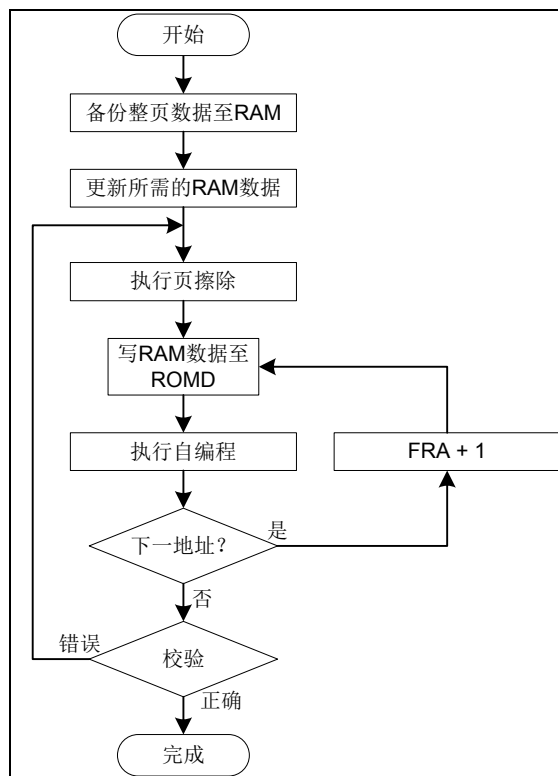 开始
备份整页数据至RAM
更新所需的RAM数据
执行页擦除
写RAM数据至
ROMD
执行自编程
FRA + 1
下一地址？
是
否
错误
校验
正确
完成